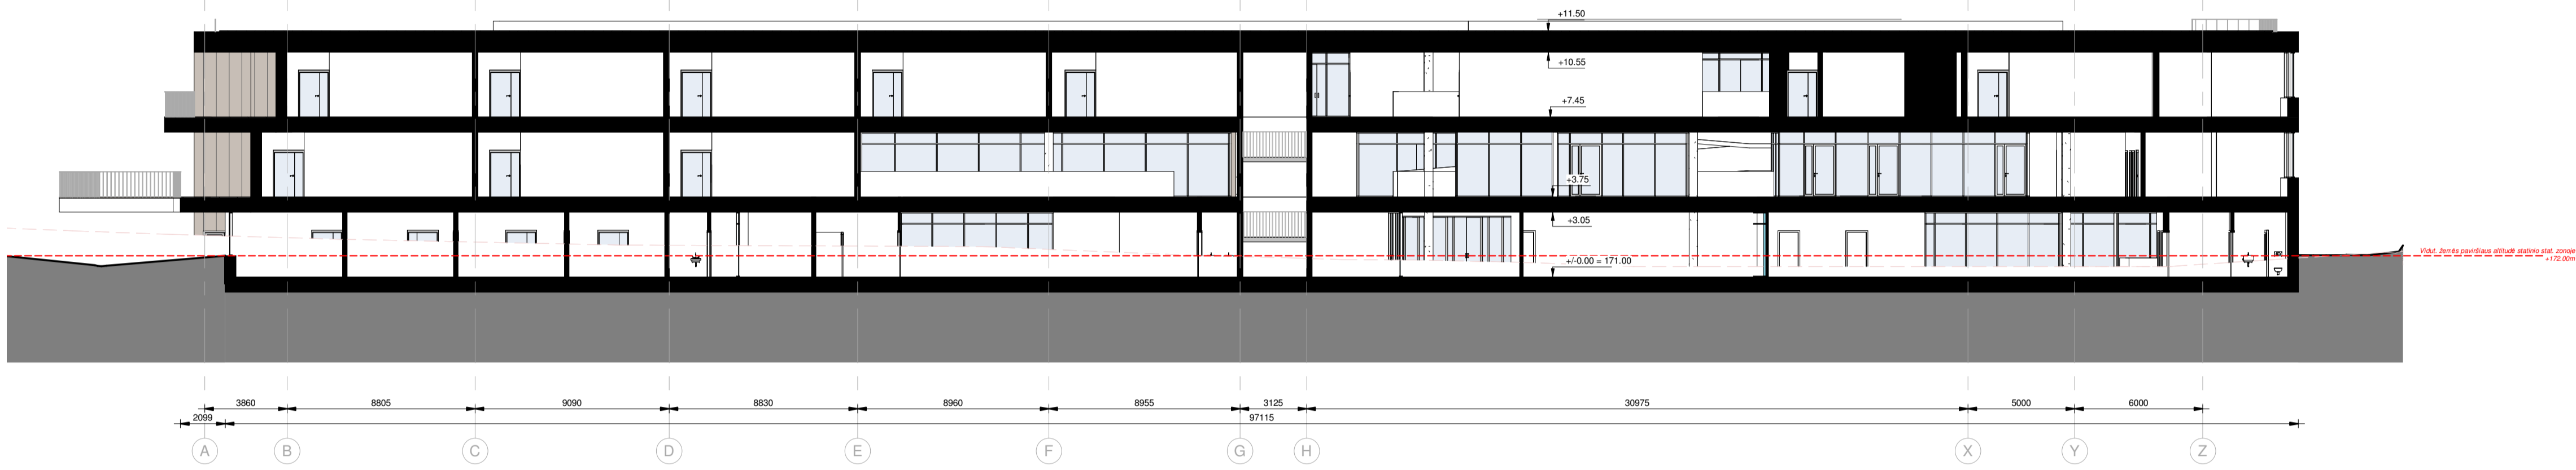 +11.50
+10.55
+7.45
+3.75
+3.05
+/-0.00 = 171.00
Vidut. žemės paviršiaus altitudė statinio stat. zonoje
+172.00m
3860 8805 9090 8830 8960 8955 3125 30975 5000 6000
2099 97115
A B C D E F G H X Y Z